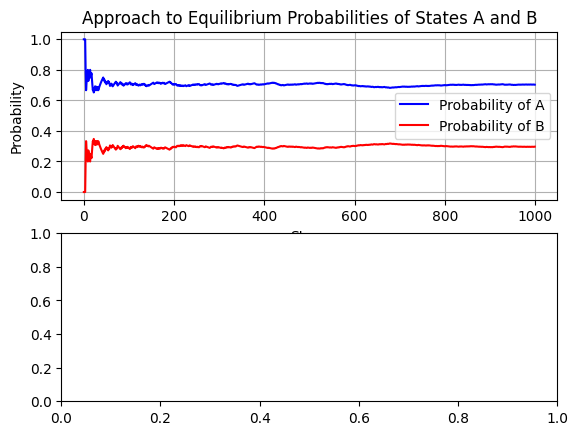 Approach to Equilibrium Probabilities of States A and B
1.0
0.8
0.6
0.4
0.2
0.0
Probability
Probability of A
Probability of B
0 200 400 600 800 1000
1.0
0.8
0.6
0.4
0.2
0.0
0.0 0.2 0.4 0.6 0.8 1.0